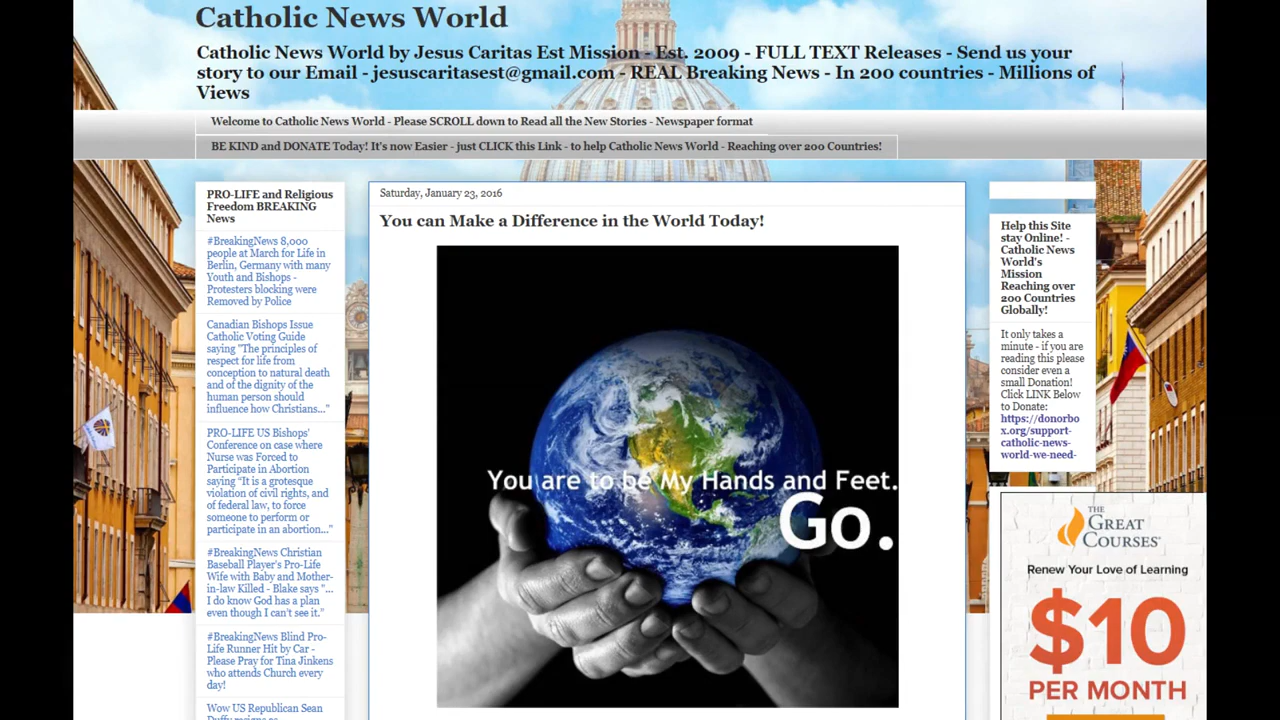 Catholic News World
Catholic News World by Jesus Caritas Est Mission - Est. 2009 - FULL TEXT Releases - Send us your
story to our Email - jesuscaritasest@gmail.com - REAL Breaking News - In 200 countries - Millions of
Views
Welcome to Catholic News World - Please SCROLL down to Read all the New Stories - Newspaper format
BE KIND and DONATE Today! It's now Easier - just CLICK this Link - to help Catholic News World - Reaching over 200 Countries!
PRO-LIFE and Religious
Freedom BREAKING
News
#BreakingNews 8,000
people at March for Life in
Berlin, Germany with many
Youth and Bishops -
Protesters blocking were
Removed by Police
Canadian Bishops Issue
Catholic Voting Guide
saying "The principles of
respect for life from
conception to natural death
and of the dignity of the
human person should
influence how Christians..."
PRO-LIFE US Bishops'
Conference on case where
Nurse was Forced to
Participate in Abortion
saying “It is a grotesque
violation of civil rights, and
of federal law, to force
someone to perform or
participate in an abortion..."
#BreakingNews Christian
Baseball Player's Pro-Life
Wife with Baby and Mother-
in-law Killed - Blake says "...
I do know God has a plan
even though I can’t see it."
#BreakingNews Blind Pro-
Life Runner Hit by Car -
Please Pray for Tina Jinkens
who attends Church every
day!
Wow US Republican Sean
Duffy resigns as
Saturday, January 23, 2016
You can Make a Difference in the World Today!
You are to be My Hands and Feet.
Go.
Help this Site
stay Online! -
Catholic News
World's
Mission
Reaching over
200 Countries
Globally!
It only takes a
minute - if you are
reading this please
consider even a
small Donation!
Click LINK Below
to Donate:
https://donorbo
x.org/support-
catholic-news-
world-we-need-
THE
GREAT
COURSES
Renew Your Love of Learning
$10
PER MONTH